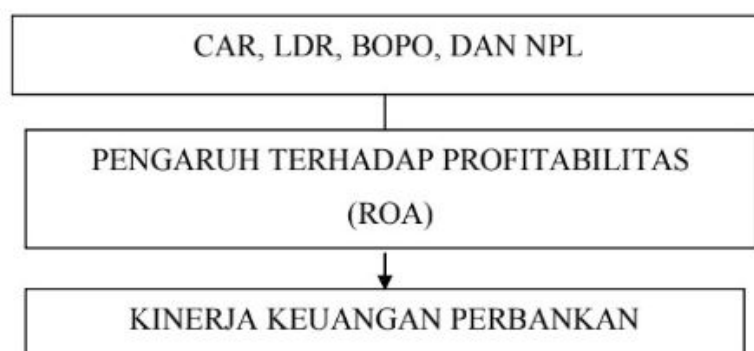 CAR, LDR, BOPO, DAN NPL
PENGARUH TERHADAP PROFITABILITAS
(ROA)
KINERJA KEUANGAN PERBANKAN